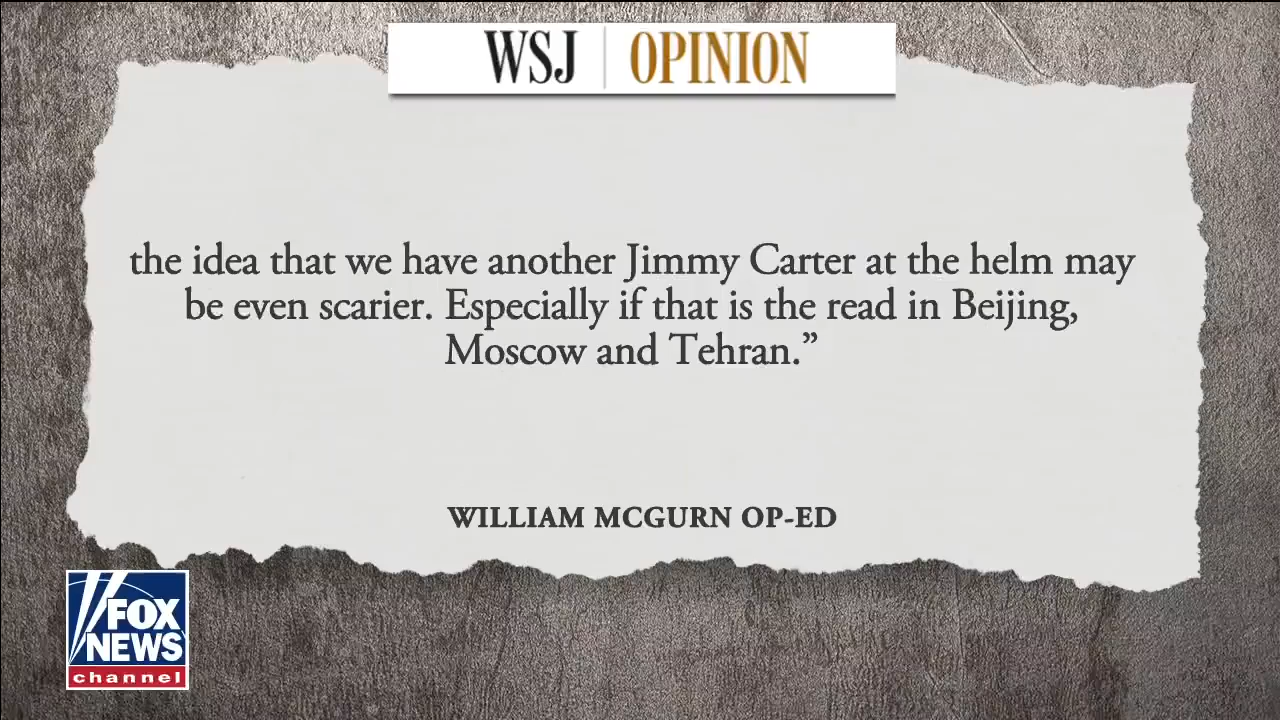 WSJ | OPINION
the idea that we have another Jimmy Carter at the helm may
be even scarier. Especially if that is the read in Beijing,
Moscow and Tehran.”
WILLIAM MCGURN OP-ED
FOX
NEWS
channel